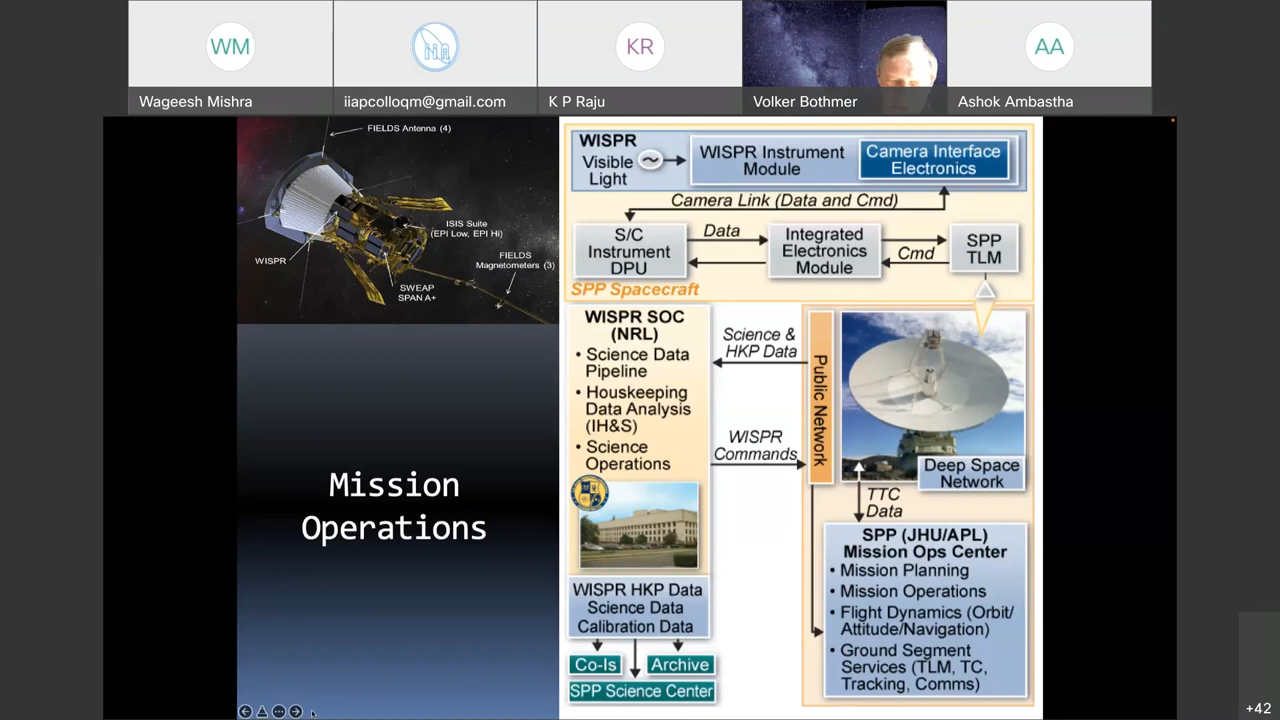 WM
KR
AA
Wageesh Mishra
iiapcolloqm@gmail.com
K P Raju
Volker Bothmer
Ashok Ambastha
FIELDS Antenna (4)
ISIS Suite
(EPI Low, EPI Hi)
FIELDS
Magnetometers (3)
WISPR
SWEAP
SPAN A+
Mission
Operations
WISPR
Visible
Light
WISPR Instrument
Module
Camera Interface
Electronics
Camera Link (Data and Cmd)
S/C
Instrument
DPU
Data
Integrated
Electronics
Module
Cmd
SPP
TLM
SPP Spacecraft
WISPR SOC
(NRL)
• Science Data
Pipeline
• Houskeeping
Data Analysis
(IH&S)
• Science
Operations
WISPR HKP Data
Science Data
Calibration Data
Co-Is
Archive
SPP Science Center
Science &
HKP Data
WISPR
Commands
Public Network
Deep Space
Network
TTC
Data
SPP (JHU/APL)
Mission Ops Center
• Mission Planning
• Mission Operations
• Flight Dynamics (Orbit/
Attitude/Navigation)
• Ground Segment
Services (TLM, TC,
Tracking, Comms)
+42